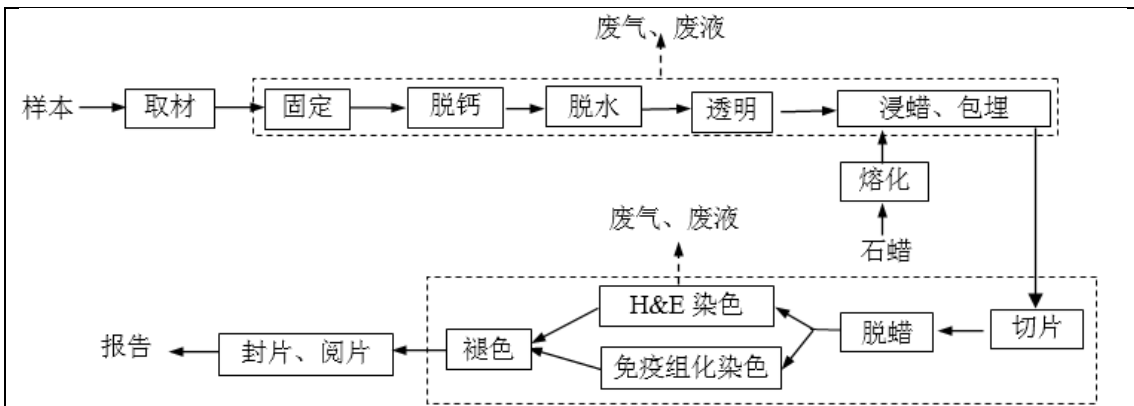 废气、废液
样本
取材
固定
脱钙
脱水
透明
浸蜡、包埋
熔化
石蜡
废气、废液
切片
脱蜡
H&E 染色
免疫组化染色
褪色
封片、阅片
报告